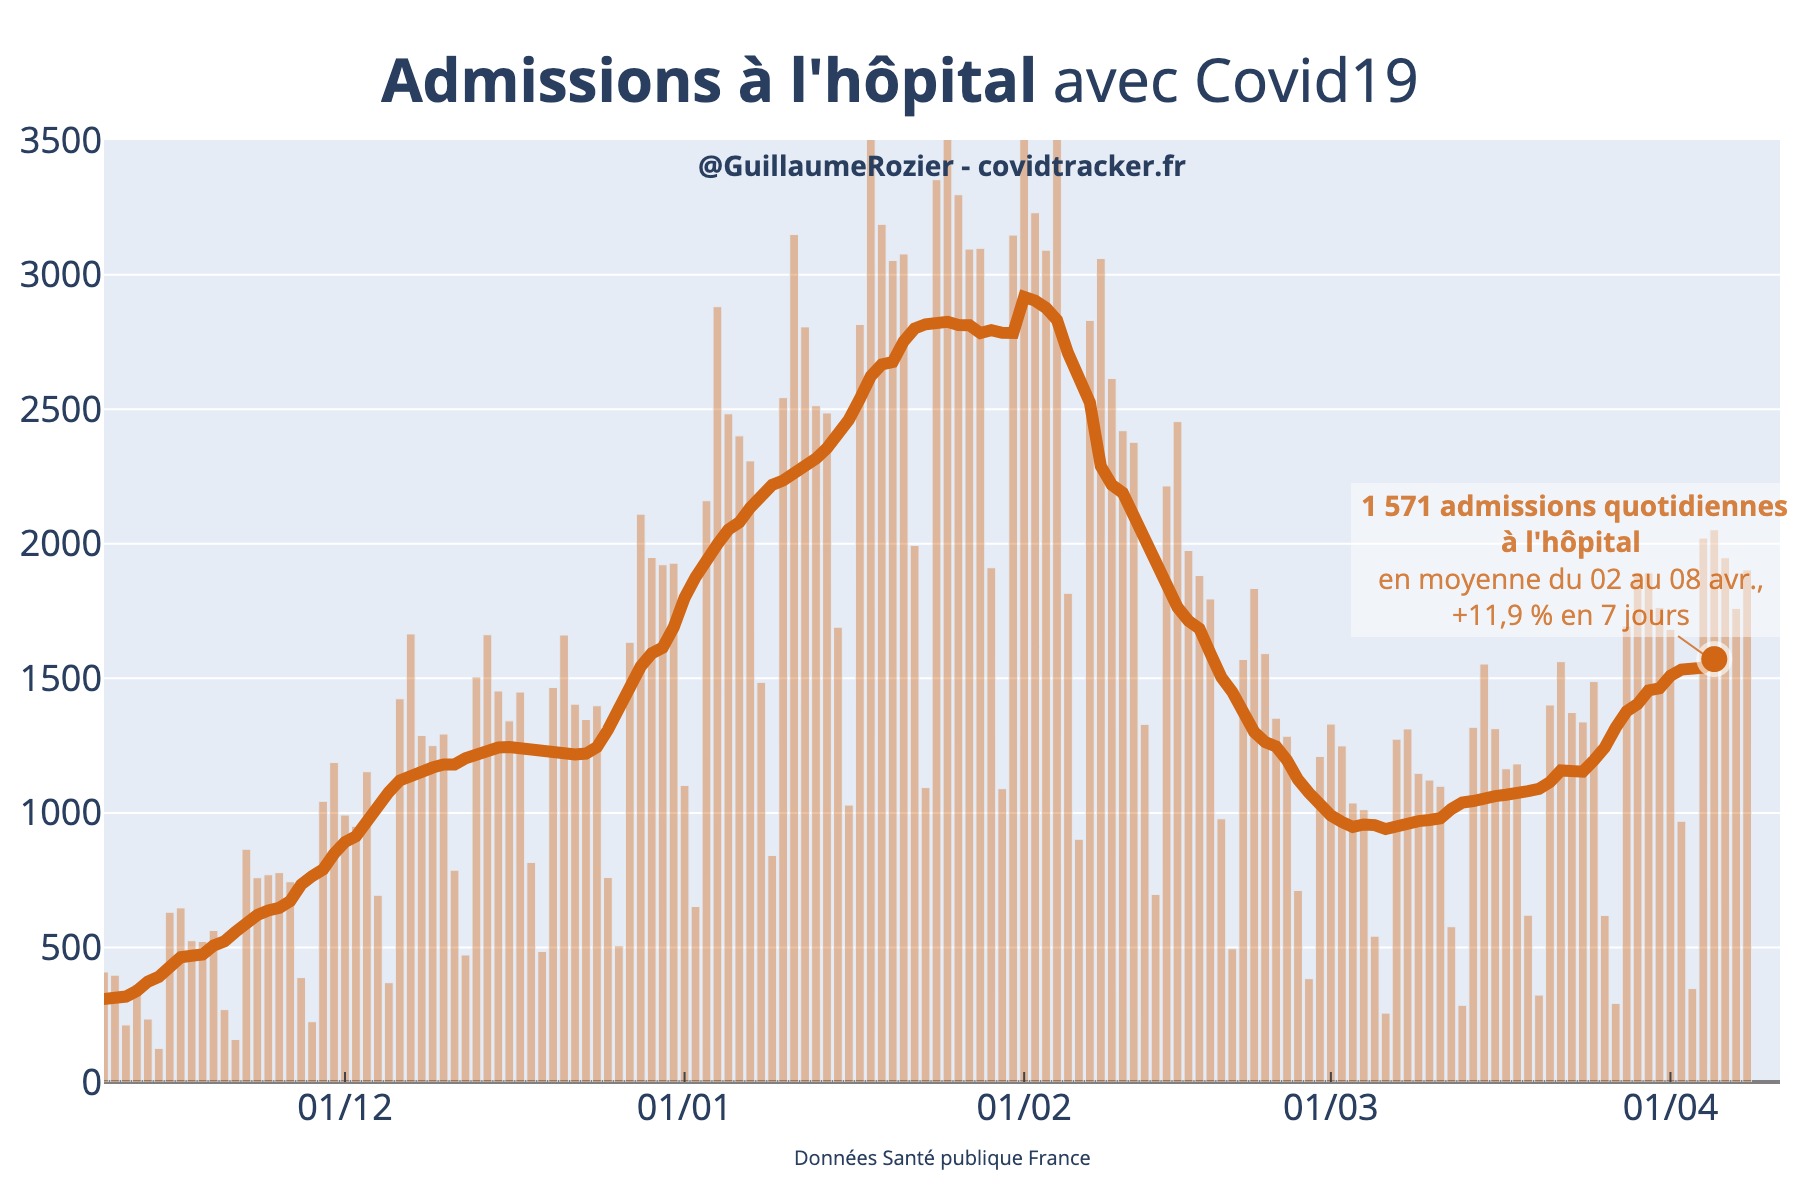 Admissions à l'hôpital avec Covid19
3500
@GuillaumeRozier - covidtracker.fr
3000
2500
2000
1500
1000
500
0
1 571 admissions quotidiennes
à l'hôpital
en moyenne du 02 au 08 avr.,
+11,9 % en 7 jours
01/12 01/01 01/02 01/03 01/04
Données Santé publique France